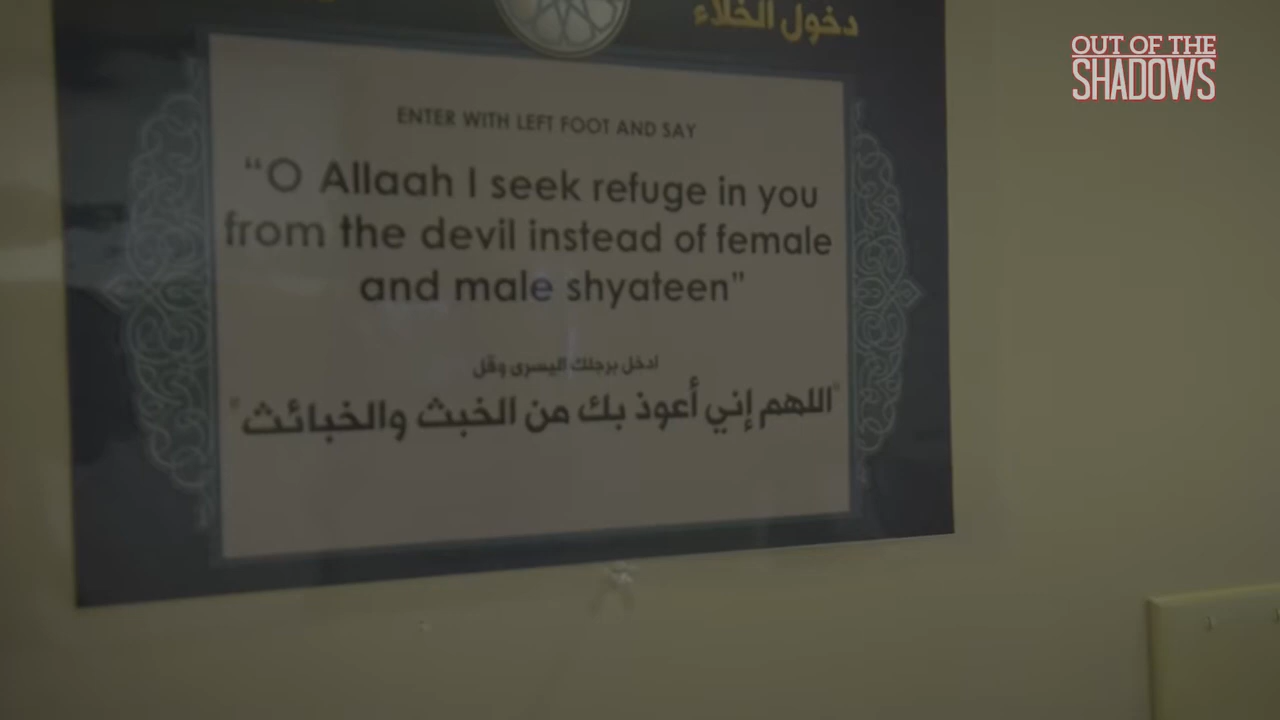 دخول الخلاء
OUT OF THE
SHADOWS
ENTER WITH LEFT FOOT AND SAY
“O Allaah I seek refuge in you
from the devil instead of female
and male shyateen”
ادخل برجلك اليسرى وقل
"اللهم إني أعوذ بك من الخبث والخبائث"